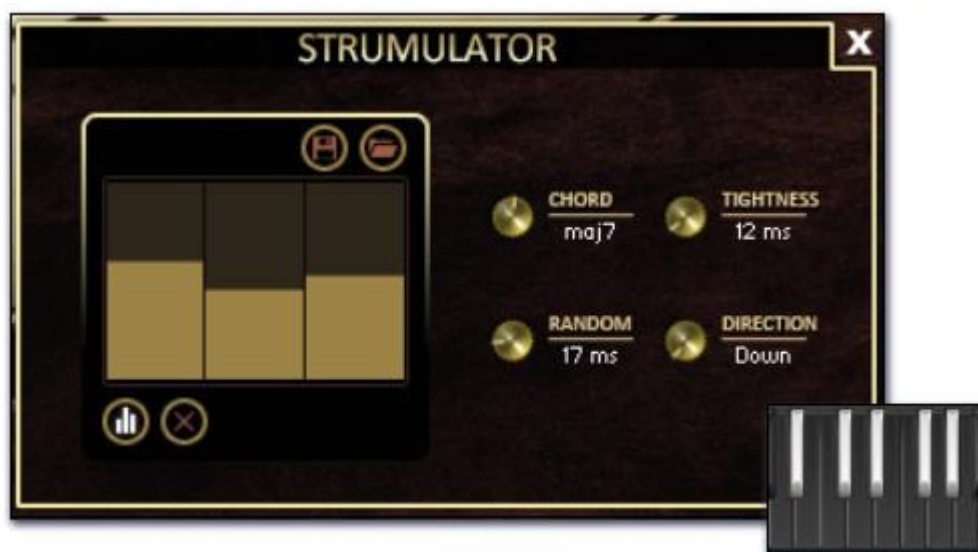 STRUMULATOR
X
CHORD
maj7
TIGHTNESS
12 ms
RANDOM
17 ms
DIRECTION
Down